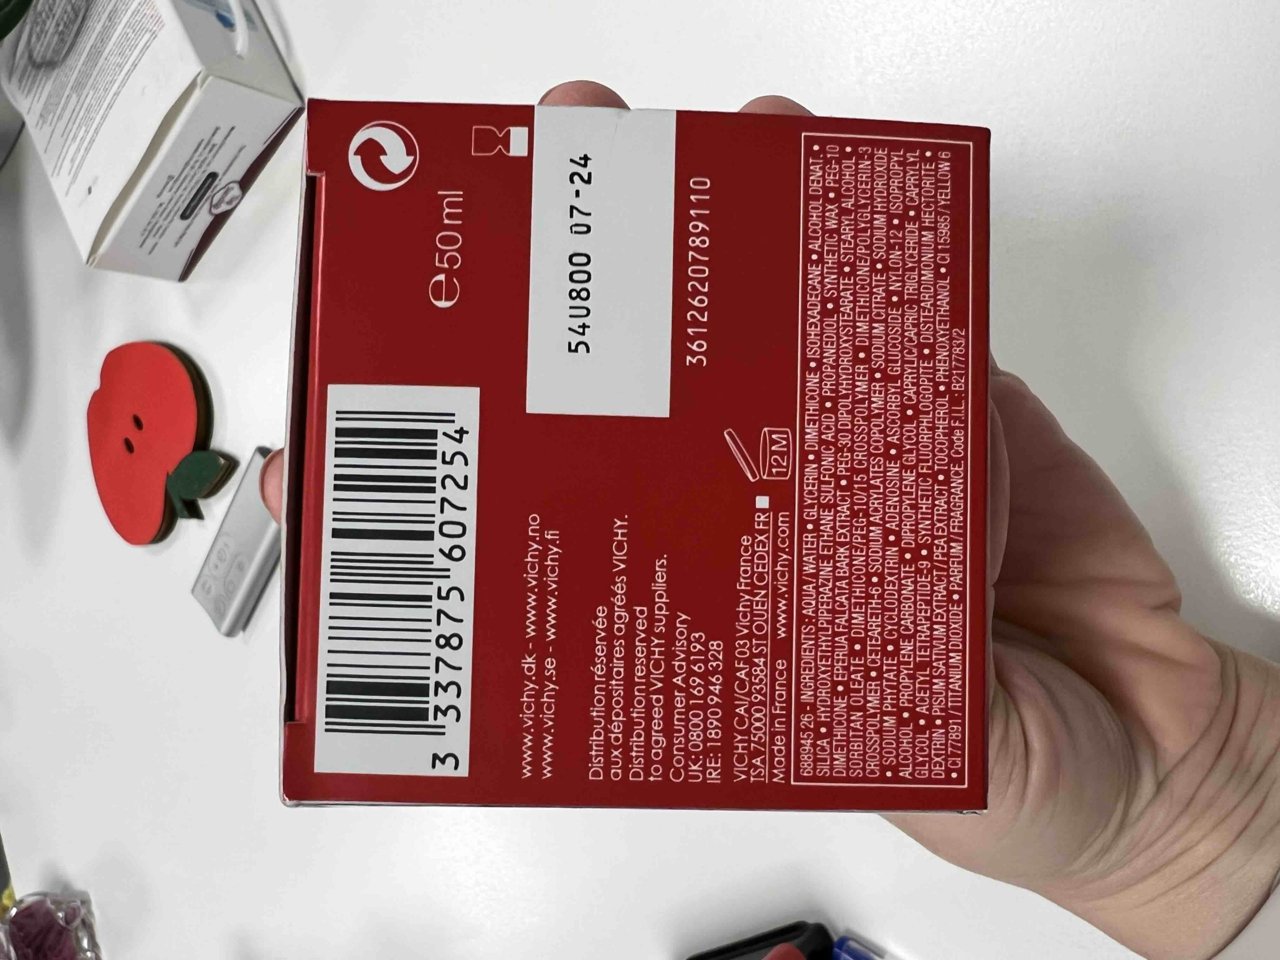 3 337875 607254
e 50 ml
54U800 07-24
3612620789110
www.vichy.dk - www.vichy.no
www.vichy.se - www.vichy.fi
Distribution réservée
aux dépositaires agréés VICHY.
Distribution reserved
to agreed VICHY suppliers.
Consumer Advisory
UK: 0800 169 6193
IRE: 1890 946 328
VICHY CAI/CAF 03 Vichy France
TSA 75000 93584 ST OUEN CEDEX FR
Made in France www.vichy.com
12 M
688945 26 - INGREDIENTS : AQUA / WATER • GLYCERIN • DIMETHICONE • ISOHEXADECANE • ALCOHOL DENAT. •
SILICA • HYDROXYETHYLPIPERAZINE ETHANE SULFONIC ACID • PROPANEDIOL • SYNTHETIC WAX • PEG-10
DIMETHICONE • EPERUA FALCATA BARK EXTRACT • PEG-30 DIPOLYHYDROXYSTEARATE • STEARYL ALCOHOL •
SORBITAN OLEATE • DIMETHICONE/PEG-10/15 CROSSPOLYMER • DIMETHICONE/POLYGLYCERIN-3
CROSSPOLYMER • CETEARETH-6 • SODIUM ACRYLATES COPOLYMER • SODIUM CITRATE • SODIUM HYDROXIDE
• SODIUM PHYTATE • CYCLODEXTRIN • ADENOSINE • ASCORBYL GLUCOSIDE • NYLON-12 • ISOPROPYL
ALCOHOL • PROPYLENE CARBONATE • DIPROPYLENE GLYCOL • CAPRYLIC/CAPRIC TRIGLYCERIDE • CAPRYLYL
GLYCOL • ACETYL TETRAPEPTIDE-9 • SYNTHETIC FLUORPHLOGOPITE • DISTEARDIMONIUM HECTORITE •
DEXTRIN • PISUM SATIVUM EXTRACT / PEA EXTRACT • TOCOPHEROL • PHENOXYETHANOL • CI 15985 / YELLOW 6
• CI 77891 / TITANIUM DIOXIDE • PARFUM / FRAGRANCE. Code F.I.L. : B217783/2